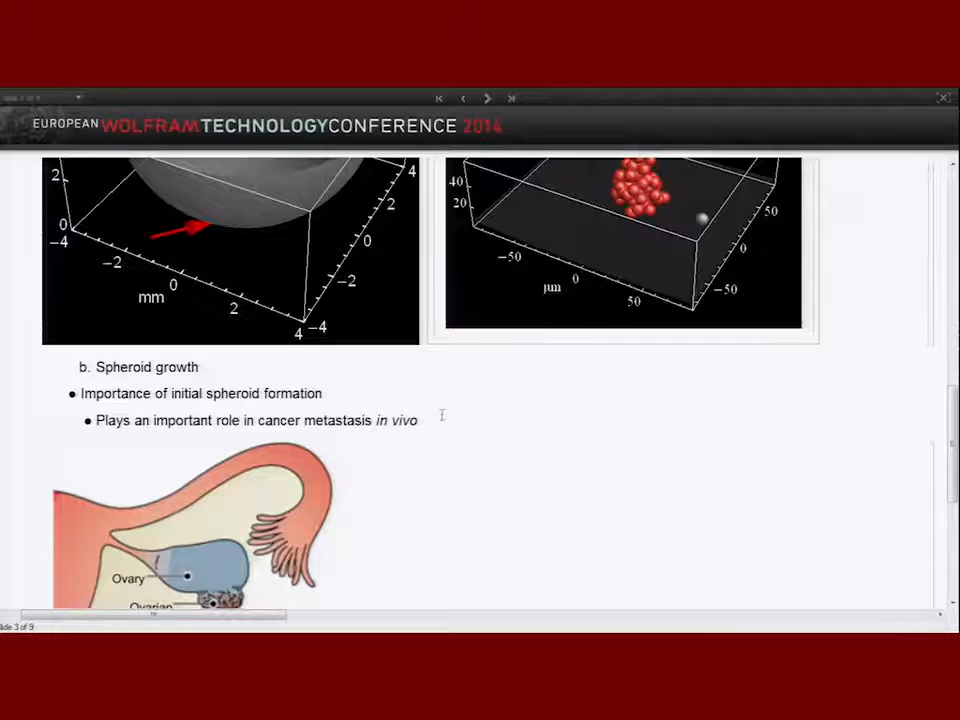 EUROPEAN WOLFRAM TECHNOLOGY CONFERENCE 2014
2
0
−4
−2
0
2
4
mm
4
2
0
−2
−4
40
20
−50
0
50
μm
50
0
−50
b. Spheroid growth
● Importance of initial spheroid formation
● Plays an important role in cancer metastasis in vivo
Ovary
Ovarian
Slide 3 of 9